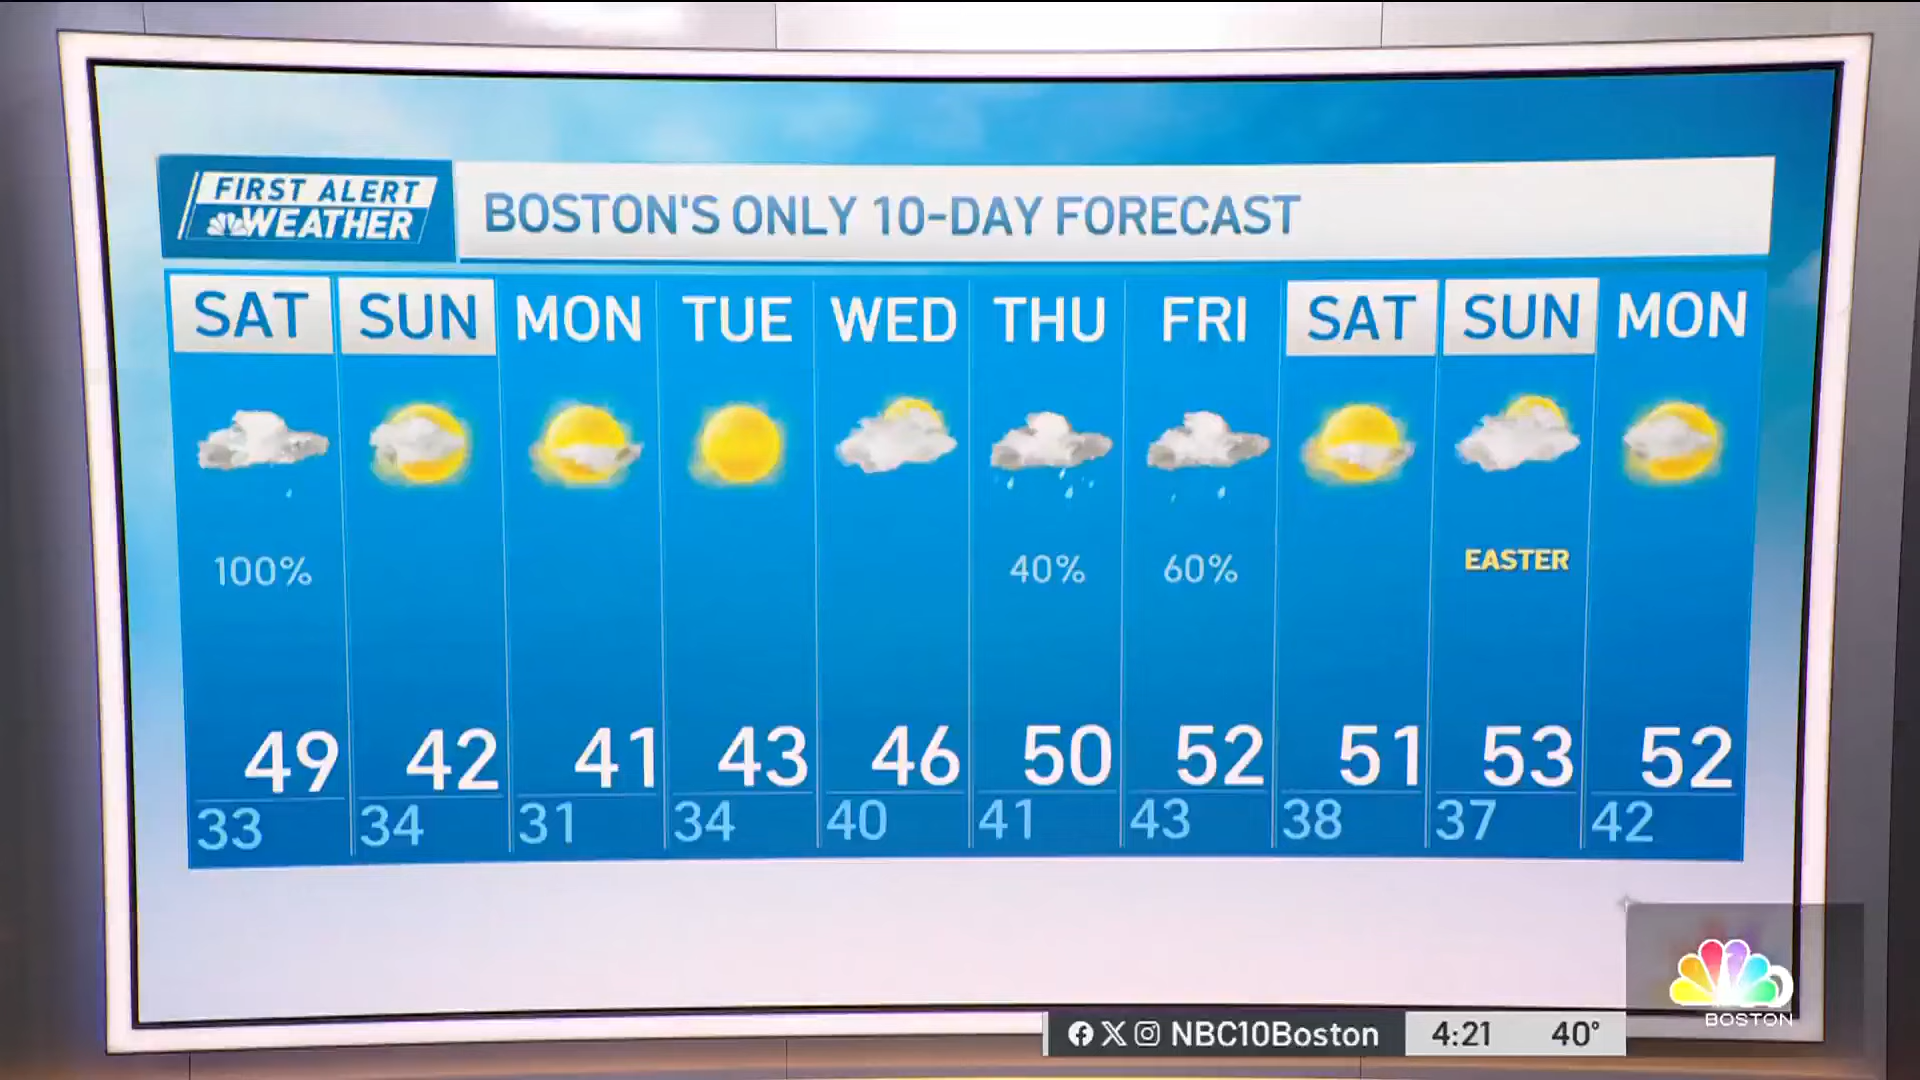 FIRST ALERT
WEATHER
BOSTON'S ONLY 10-DAY FORECAST
SAT SUN MON TUE WED THU FRI SAT SUN MON
100% 40% 60% EASTER
49 42 41 43 46 50 52 51 53 52
33 34 31 34 40 41 43 38 37 42
BOSTON
NBC10Boston 4:21 40°